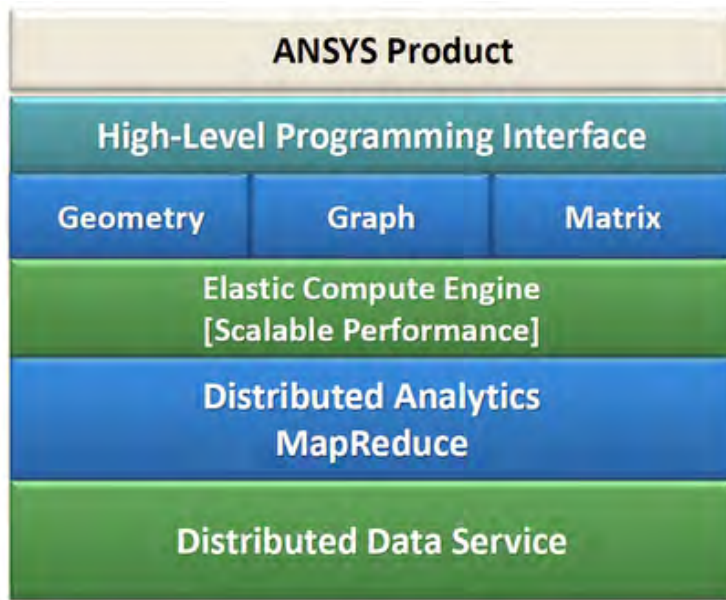 ANSYS Product
High-Level Programming Interface
Geometry Graph Matrix
Elastic Compute Engine
[Scalable Performance]
Distributed Analytics
MapReduce
Distributed Data Service